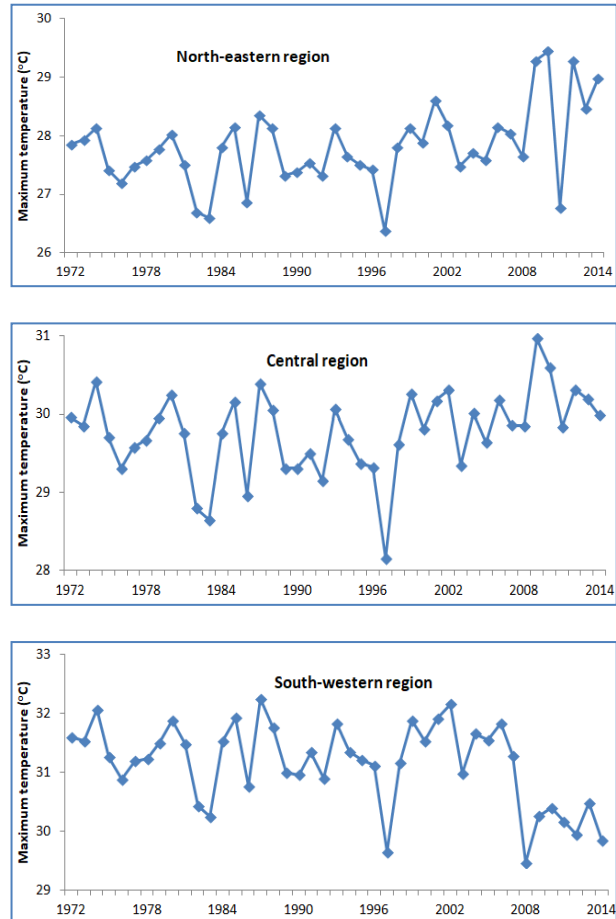 North-eastern region
Maximum temperature (°C)
30
29
28
27
26
1972 1978 1984 1990 1996 2002 2008 2014
Central region
Maximum temperature (°C)
31
30
29
28
1972 1978 1984 1990 1996 2002 2008 2014
South-western region
Maximum temperature (°C)
33
32
31
30
29
1972 1978 1984 1990 1996 2002 2008 2014